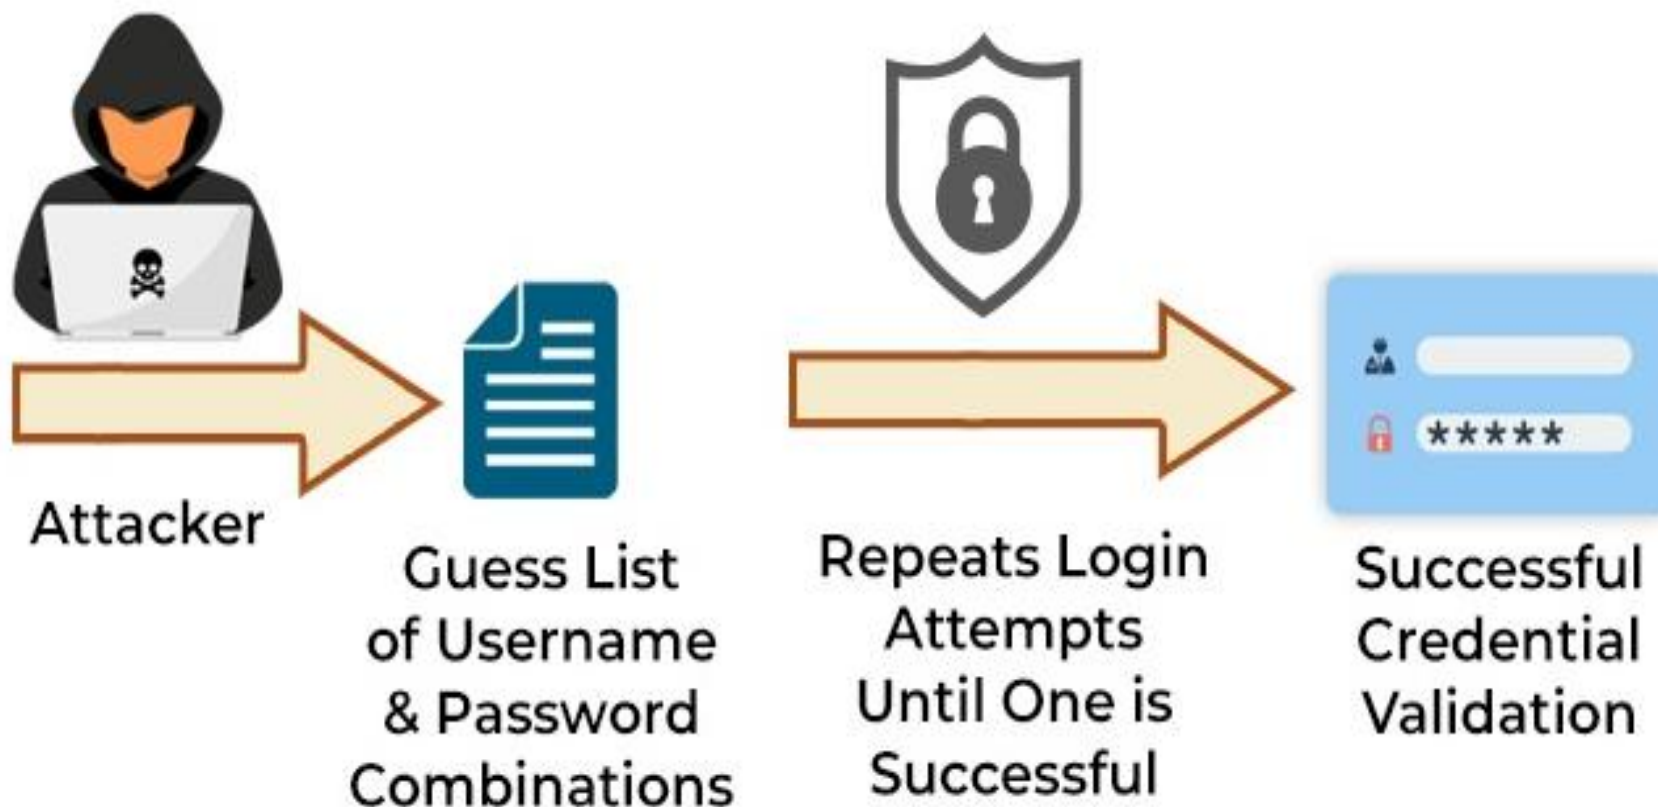 Attacker
Guess List
of Username
& Password
Combinations
Repeats Login
Attempts
Until One is
Successful
*****
Successful
Credential
Validation